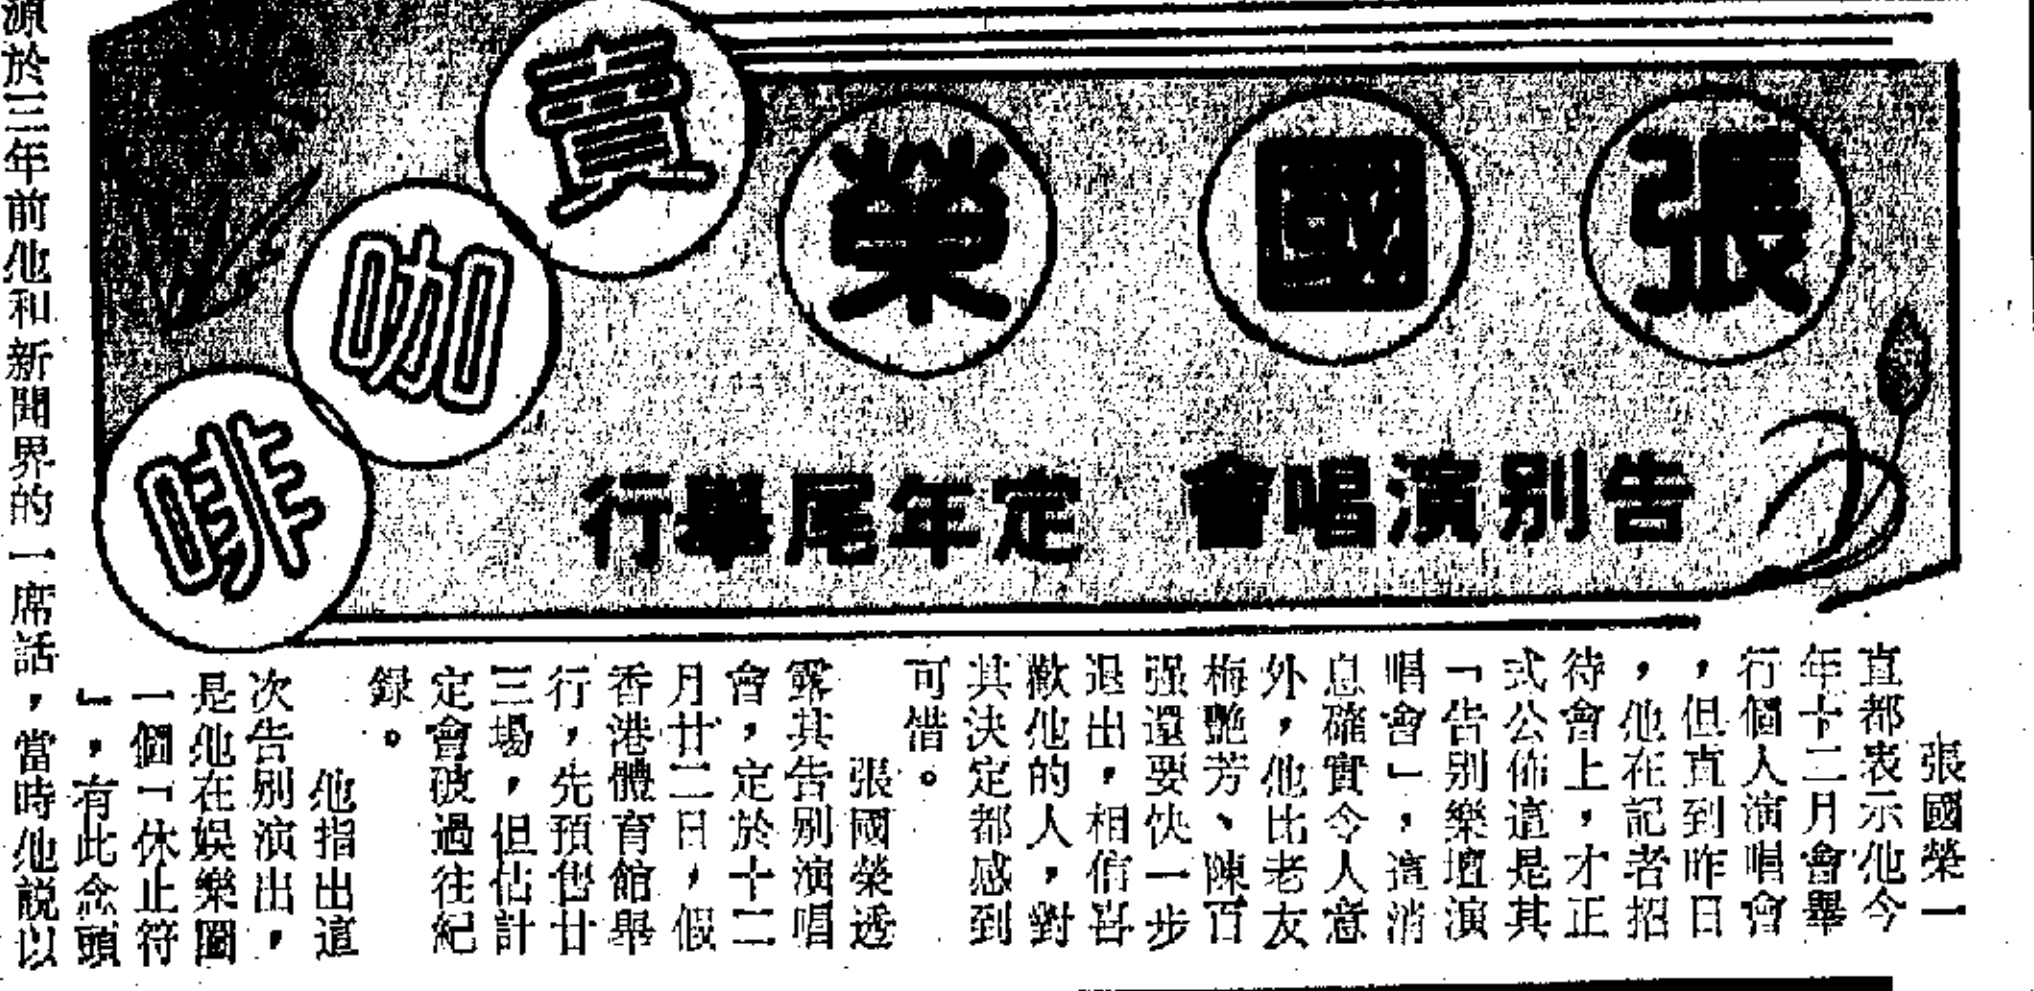 張國榮
賣咖啡
告別演唱會 定年尾舉行
張國榮一
直都表示他今
年十二月會舉
行個人演唱會
，但直到昨日
，他在記者招
待會上，才正
式公佈這是其
「告別樂壇演
唱會」，這消
息確實令人意
外，他比老友
梅艷芳、陳百
强還要快一步
退出，相信喜
歡他的人，對
其決定都感到
可惜。
張國榮透
露其告別演唱
會，定於十二
月廿二日，假
香港體育館舉
行，先預售廿
三場，但估計
定會破過往紀
録。
他指出這
次告別演出，
是他在娛樂圈
一個「休止符
」，有此念頭
源於三年前他和新聞界的一席話，當時他説以